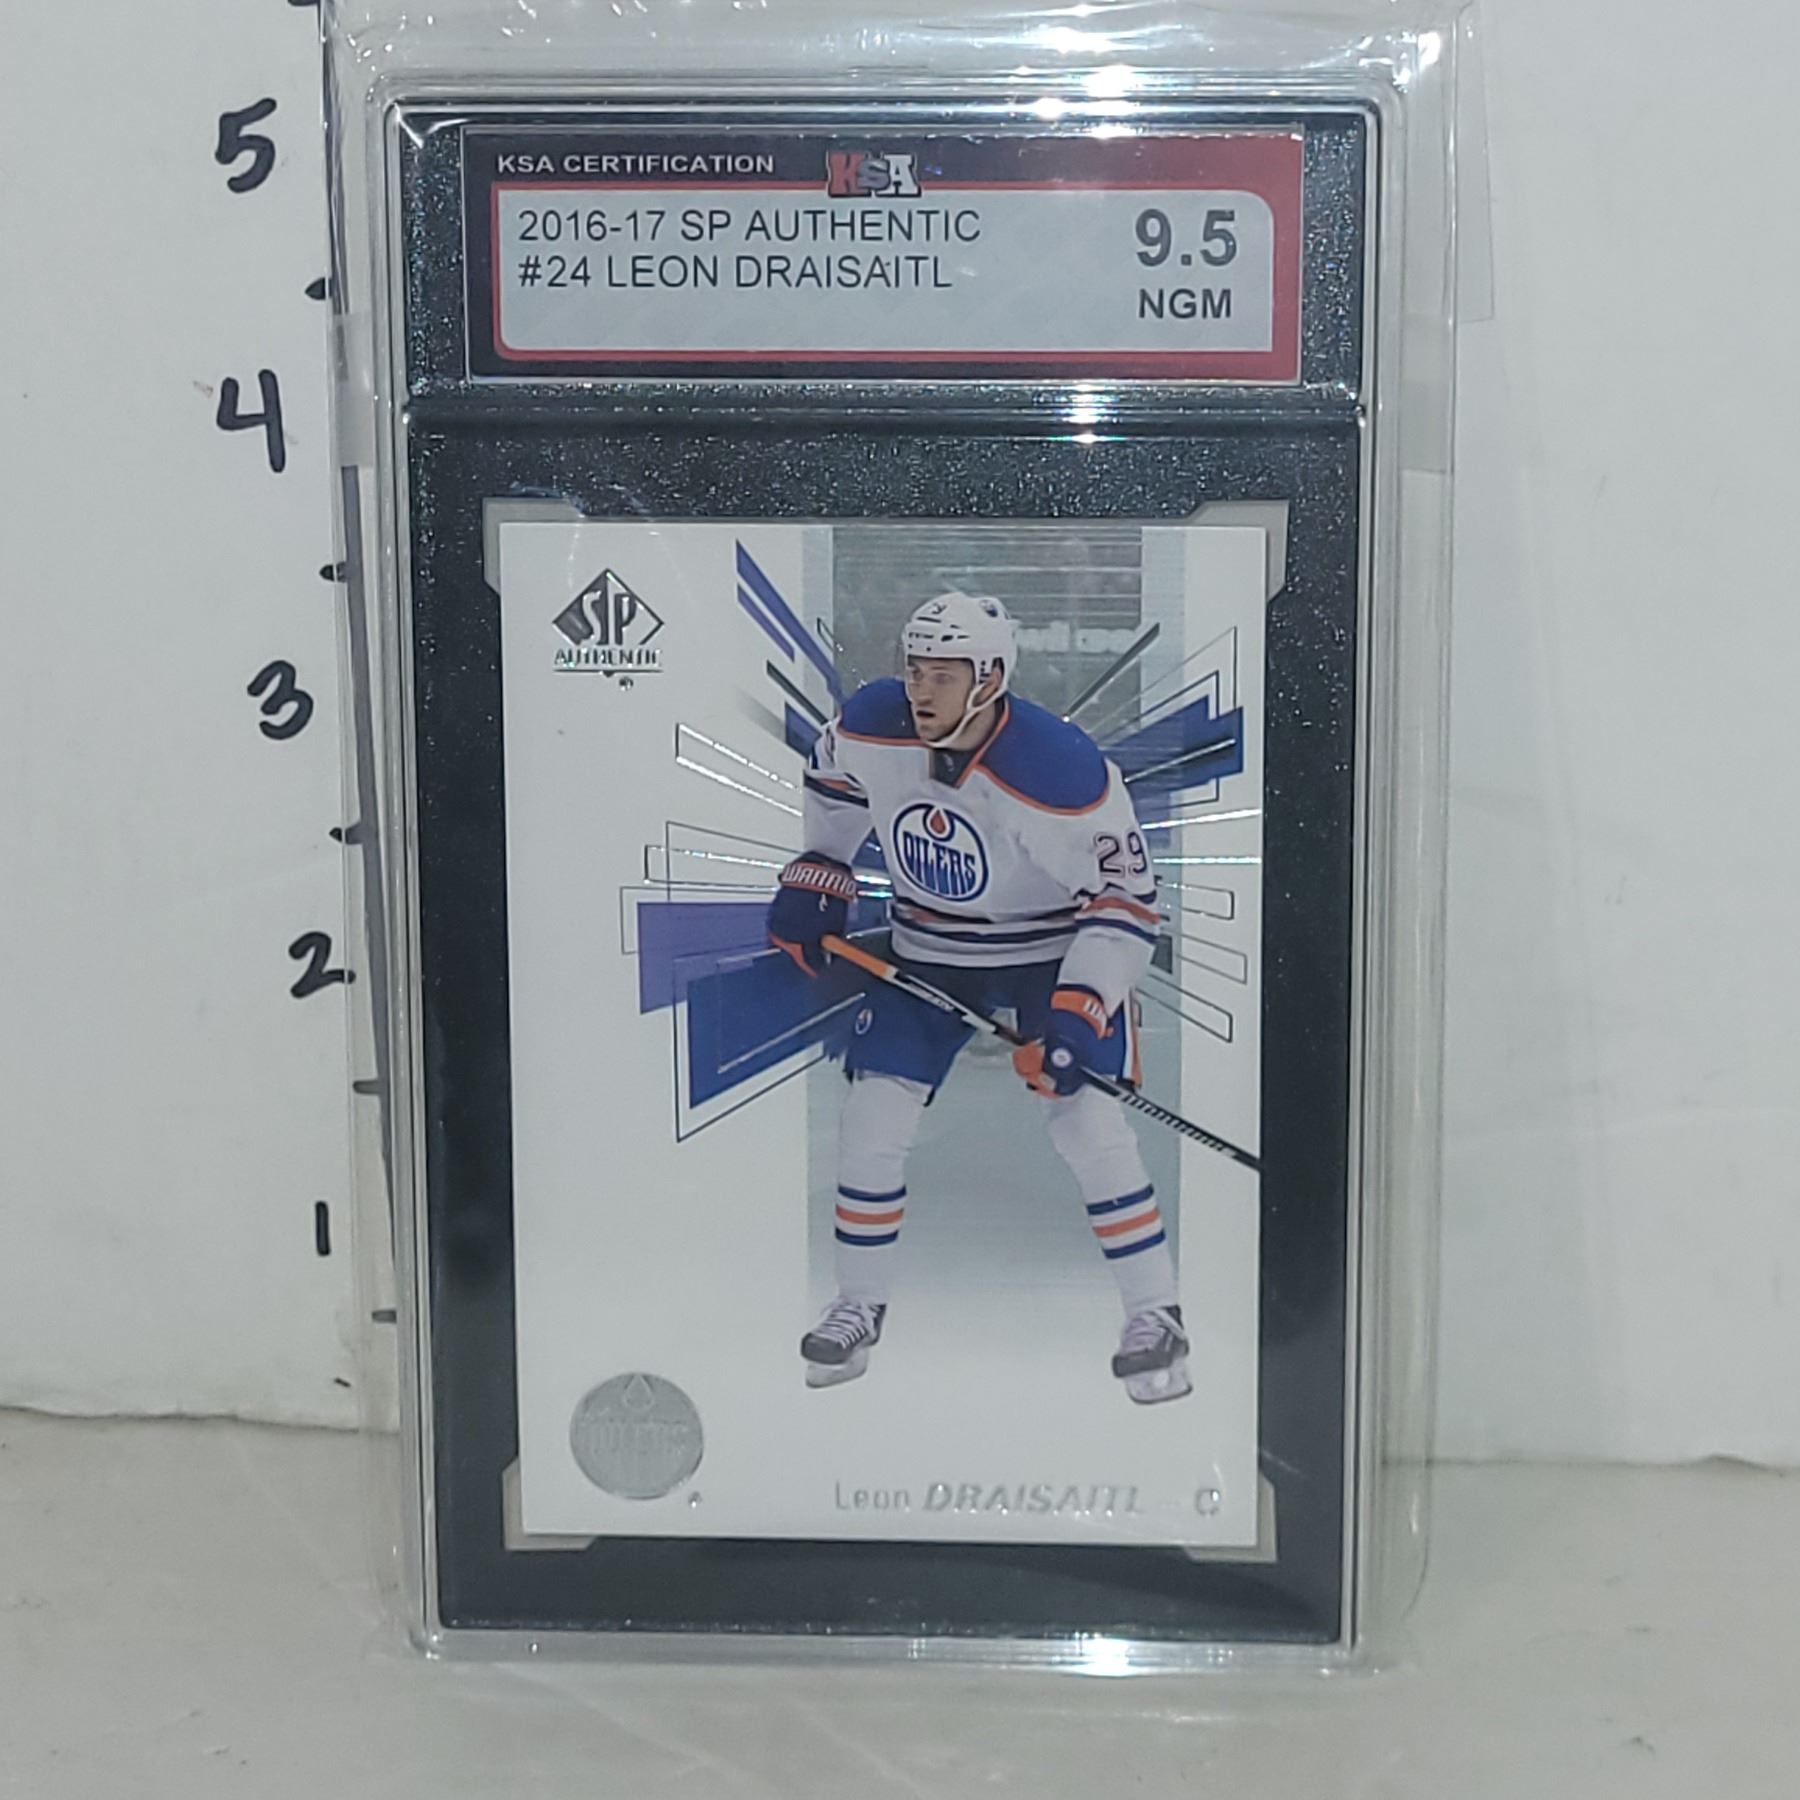 5
4
3
2
1
KSA CERTIFICATION KSA
2016-17 SP AUTHENTIC
#24 LEON DRAISAITL
9.5
NGM
SP
AUTHENTIC
OILERS
29
WARRIOR
OILERS
Leon DRAISAITL - C